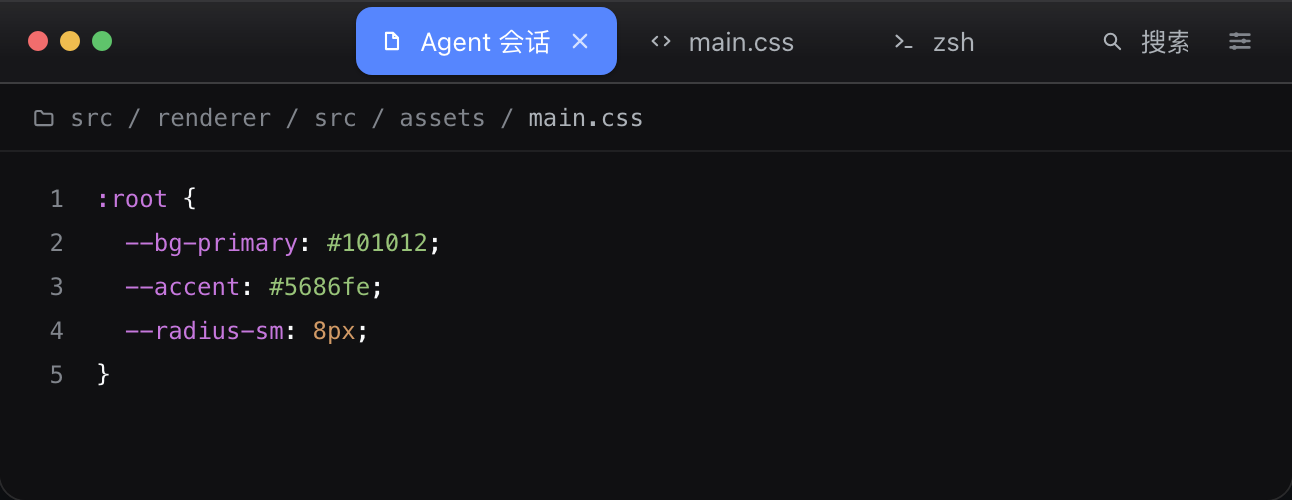 Agent 会话 main.css zsh 搜索
src / renderer / src / assets / main.css
1 :root {
2   --bg-primary: #101012;
3   --accent: #5686fe;
4   --radius-sm: 8px;
5 }